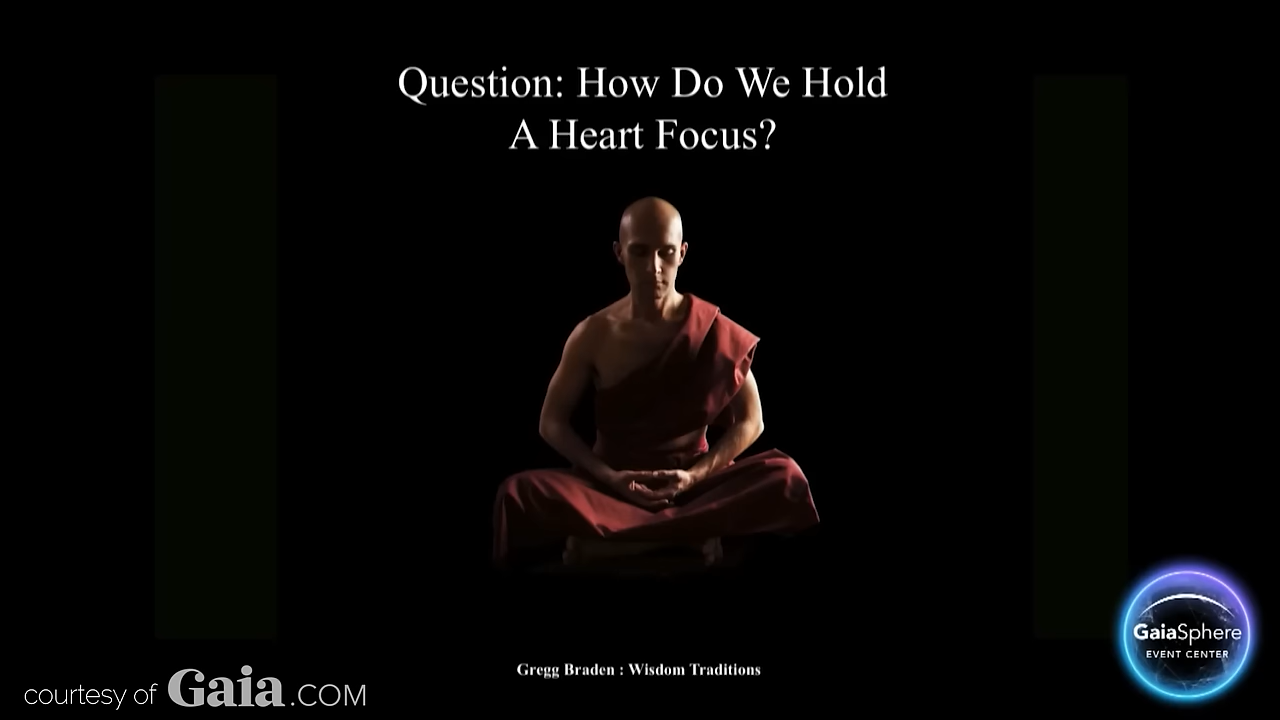 Question: How Do We Hold
A Heart Focus?
GaiaSphere
EVENT CENTER
Gregg Braden : Wisdom Traditions
courtesy of Gaia.COM